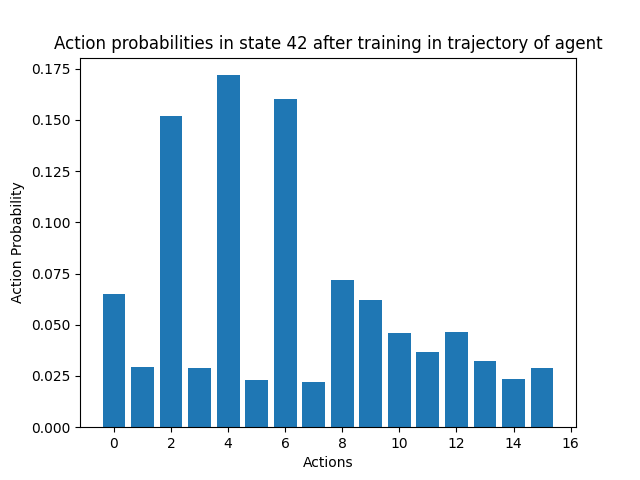 Action probabilities in state 42 after training in trajectory of agent
0.175
0.150
0.125
0.100
0.075
0.050
0.025
0.000
Action Probability
0 2 4 6 8 10 12 14 16
Actions